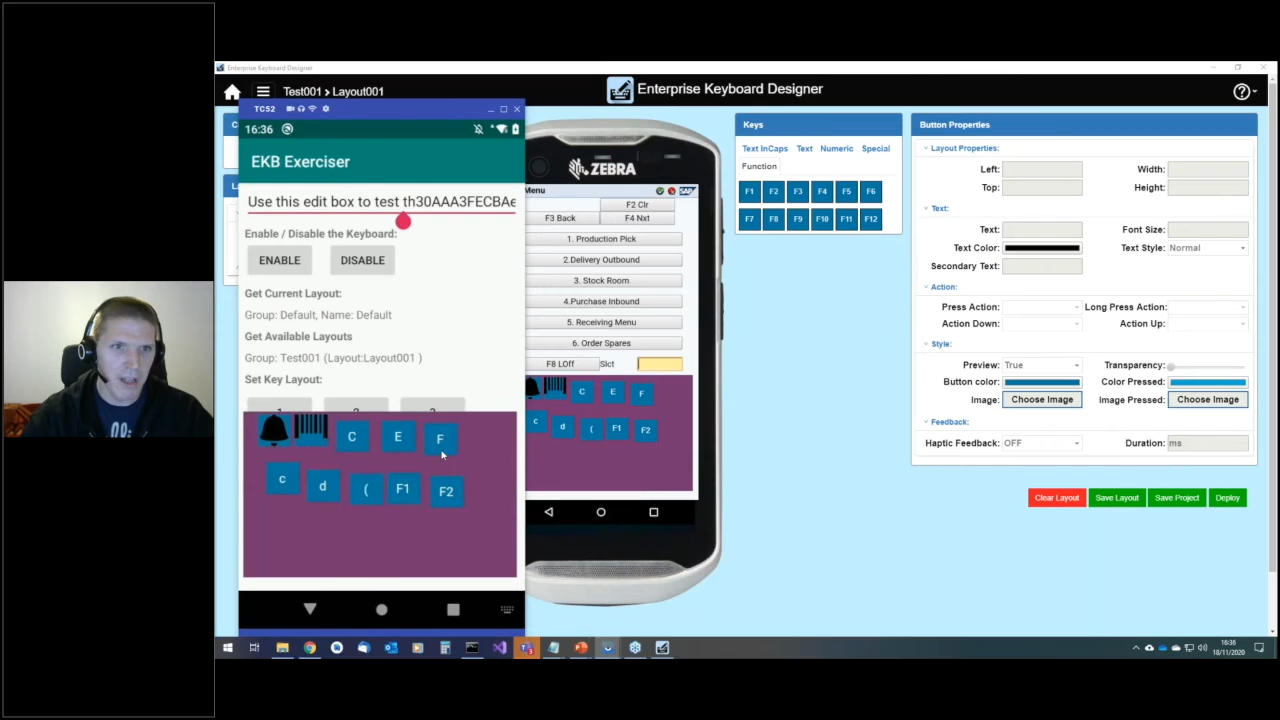 Enterprise Keyboard Designer
Test001 › Layout001
Enterprise Keyboard Designer
TC52
16:36
EKB Exerciser
Use this edit box to test th30AAA3FECBAe
Enable / Disable the Keyboard:
ENABLE
DISABLE
Get Current Layout:
Group: Default, Name: Default
Get Available Layouts
Group: Test001 (Layout:Layout001 )
Set Key Layout:
C
E
F
c
d
(
F1
F2
ZEBRA
Menu
SAP
F2 Clr
F3 Back
F4 Nxt
1. Production Pick
2.Delivery Outbound
3. Stock Room
4.Purchase Inbound
5. Receiving Menu
6. Order Spares
F8 LOff
Slct
C
E
F
c
d
(
F1
F2
Keys
Text InCaps
Text
Numeric
Special
Function
F1
F2
F3
F4
F5
F6
F7
F8
F9
F10
F11
F12
Button Properties
Layout Properties:
Left:
Width:
Top:
Height:
Text:
Text:
Font Size:
Text Color:
Text Style: Normal
Secondary Text:
Action:
Press Action:
Long Press Action:
Action Down:
Action Up:
Style:
Preview: True
Transparency:
Button color:
Color Pressed:
Image: Choose Image
Image Pressed: Choose Image
Feedback:
Haptic Feedback: OFF
Duration: ms
Clear Layout
Save Layout
Save Project
Deploy
16:36
18/11/2020